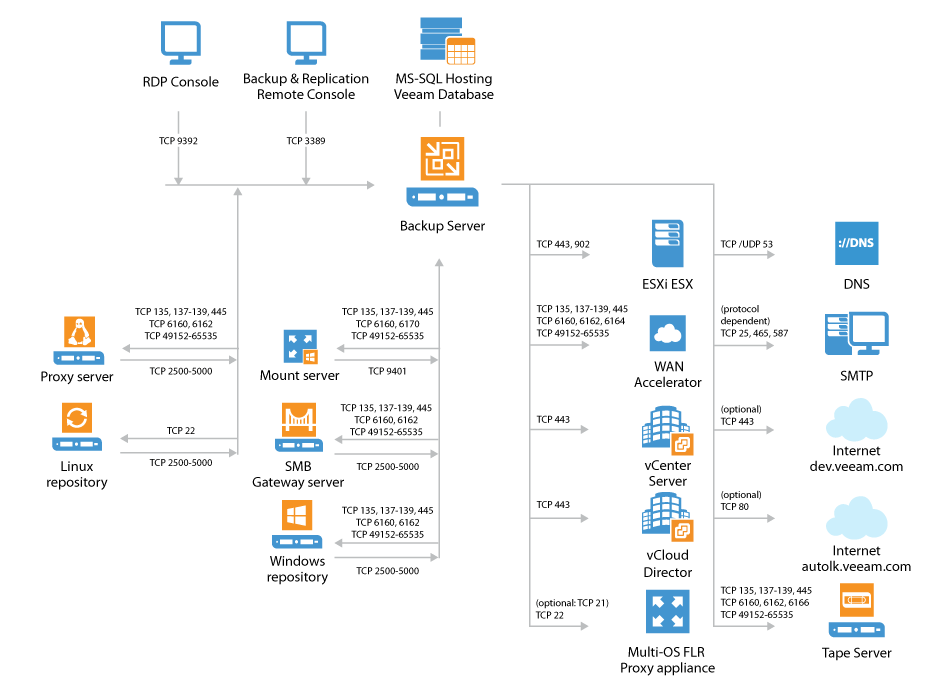 RDP Console
Backup & Replication
Remote Console
MS-SQL Hosting
Veeam Database
TCP 9392
TCP 3389
Backup Server
TCP 135, 137-139, 445
TCP 6160, 6162
TCP 49152-65535
TCP 2500-5000
Proxy server
TCP 22
TCP 2500-5000
Linux
repository
TCP 135, 137-139, 445
TCP 6160, 6170
TCP 49152-65535
TCP 9401
Mount server
TCP 135, 137-139, 445
TCP 6160, 6162
TCP 49152-65535
TCP 2500-5000
SMB
Gateway server
TCP 135, 137-139, 445
TCP 6160, 6162
TCP 49152-65535
TCP 2500-5000
Windows
repository
TCP 443, 902
ESXi ESX
TCP 135, 137-139, 445
TCP 6160, 6162, 6164
TCP 49152-65535
WAN
Accelerator
TCP 443
vCenter
Server
TCP 443
vCloud
Director
(optional: TCP 21)
TCP 22
Multi-OS FLR
Proxy appliance
TCP /UDP 53
://DNS
DNS
(protocol
dependent)
TCP 25, 465, 587
SMTP
(optional)
TCP 443
Internet
dev.veeam.com
(optional)
TCP 80
Internet
autolk.veeam.com
TCP 135, 137-139, 445
TCP 6160, 6162, 6166
TCP 49152-65535
Tape Server